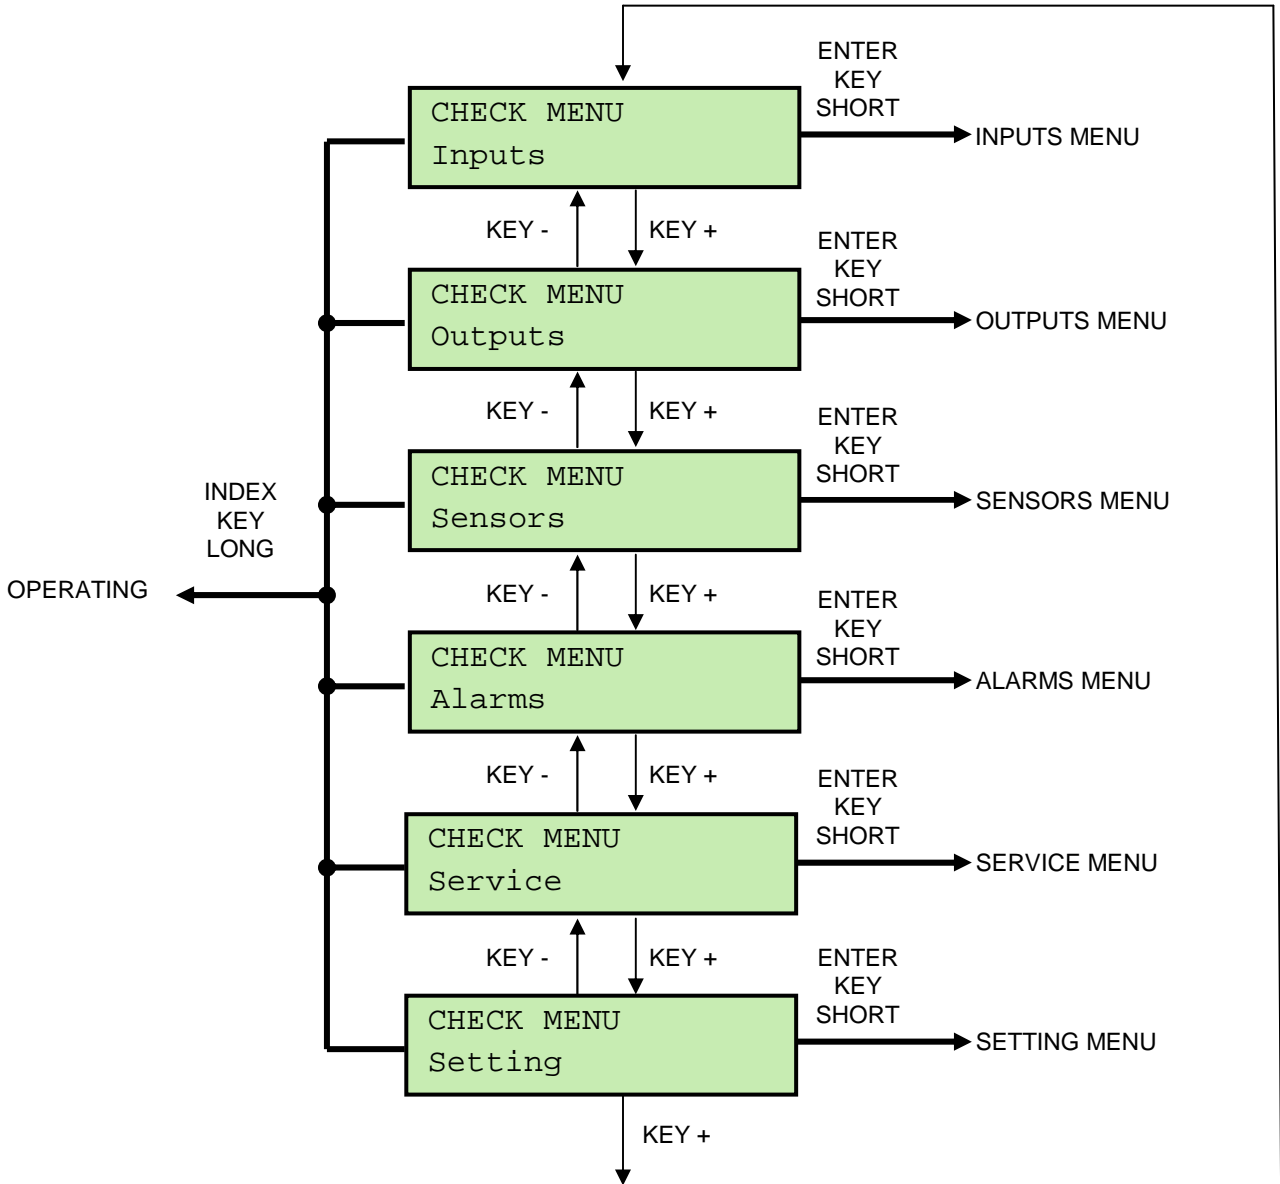 ENTER
KEY
SHORT
CHECK MENU
Inputs
INPUTS MENU
KEY -
KEY +
ENTER
KEY
SHORT
CHECK MENU
Outputs
OUTPUTS MENU
KEY -
KEY +
ENTER
KEY
SHORT
CHECK MENU
Sensors
SENSORS MENU
INDEX
KEY
LONG
OPERATING
KEY -
KEY +
ENTER
KEY
SHORT
CHECK MENU
Alarms
ALARMS MENU
KEY -
KEY +
ENTER
KEY
SHORT
CHECK MENU
Service
SERVICE MENU
KEY -
KEY +
ENTER
KEY
SHORT
CHECK MENU
Setting
SETTING MENU
KEY +